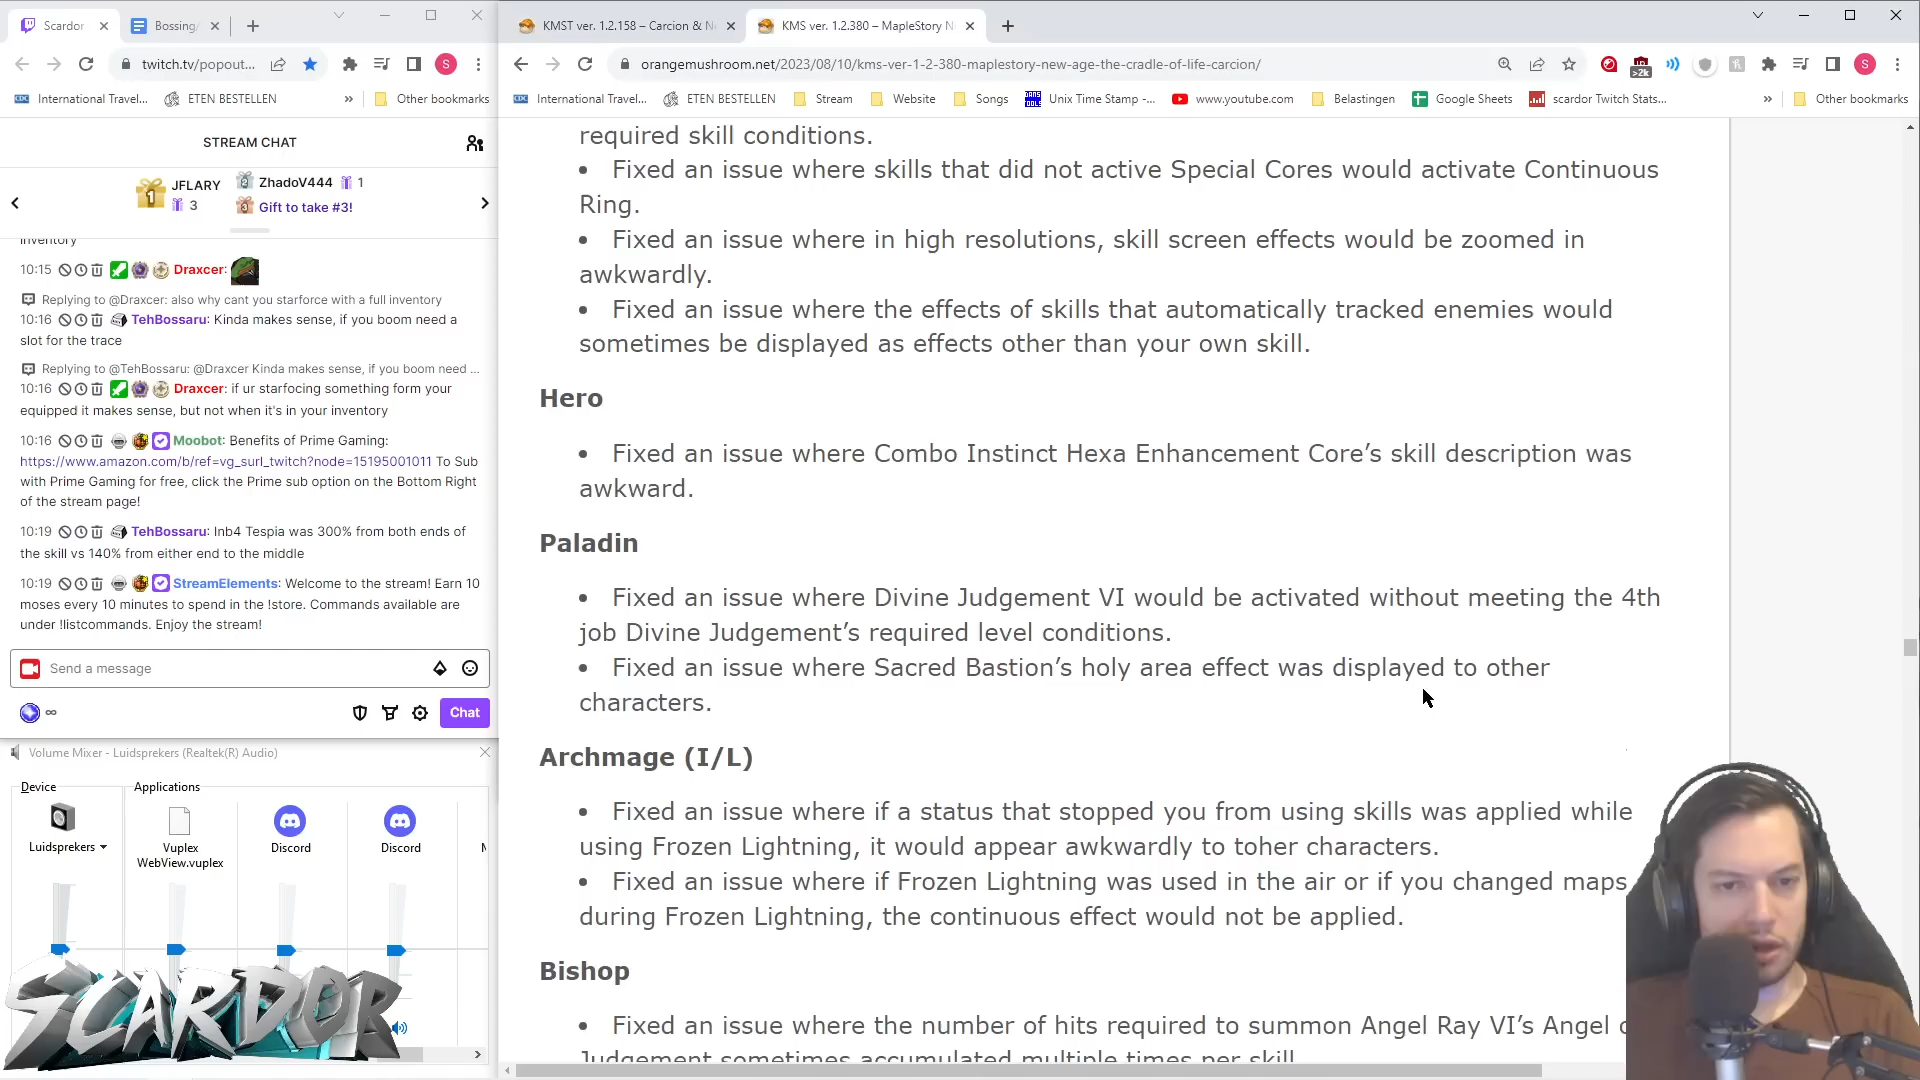 Scardor
Bossing/
KMST ver. 1.2.158 – Carcion & N
KMS ver. 1.2.380 – MapleStory N
twitch.tv/popout...
S
orangemushroom.net/2023/08/10/kms-ver-1-2-380-maplestory-new-age-the-cradle-of-life-carcion/
>2k
S
International Travel...
ETEN BESTELLEN
»
Other bookmarks
International Travel...
ETEN BESTELLEN
Stream
Website
Songs
Unix Time Stamp -...
www.youtube.com
Belastingen
Google Sheets
scardor Twitch Stats...
»
Other bookmarks
STREAM CHAT
1 JFLARY
3
2 ZhadoV444 1
3 Gift to take #3!
inventory
10:15 Draxcer:
Replying to @Draxcer: also why cant you starforce with a full inventory
10:16 TehBossaru: Kinda makes sense, if you boom need a
slot for the trace
Replying to @TehBossaru: @Draxcer Kinda makes sense, if you boom need ...
10:16 Draxcer: if ur starfocing something form your
equipped it makes sense, but not when it's in your inventory
10:16 Moobot: Benefits of Prime Gaming:
https://www.amazon.com/b/ref=vg_surl_twitch?node=15195001011 To Sub
with Prime Gaming for free, click the Prime sub option on the Bottom Right
of the stream page!
10:19 TehBossaru: Inb4 Tespia was 300% from both ends of
the skill vs 140% from either end to the middle
10:19 StreamElements: Welcome to the stream! Earn 10
moses every 10 minutes to spend in the !store. Commands available are
under !listcommands. Enjoy the stream!
Send a message
∞
Chat
Volume Mixer - Luidsprekers (Realtek(R) Audio)
Device
Applications
Luidsprekers
Vuplex
WebView.vuplex
Discord
Discord
SCARDOR
required skill conditions.
• Fixed an issue where skills that did not active Special Cores would activate Continuous
Ring.
• Fixed an issue where in high resolutions, skill screen effects would be zoomed in
awkwardly.
• Fixed an issue where the effects of skills that automatically tracked enemies would
sometimes be displayed as effects other than your own skill.
Hero
• Fixed an issue where Combo Instinct Hexa Enhancement Core’s skill description was
awkward.
Paladin
• Fixed an issue where Divine Judgement VI would be activated without meeting the 4th
job Divine Judgement’s required level conditions.
• Fixed an issue where Sacred Bastion’s holy area effect was displayed to other
characters.
Archmage (I/L)
• Fixed an issue where if a status that stopped you from using skills was applied while
using Frozen Lightning, it would appear awkwardly to toher characters.
• Fixed an issue where if Frozen Lightning was used in the air or if you changed maps
during Frozen Lightning, the continuous effect would not be applied.
Bishop
• Fixed an issue where the number of hits required to summon Angel Ray VI’s Angel
Judgement sometimes accumulated multiple times per skill.